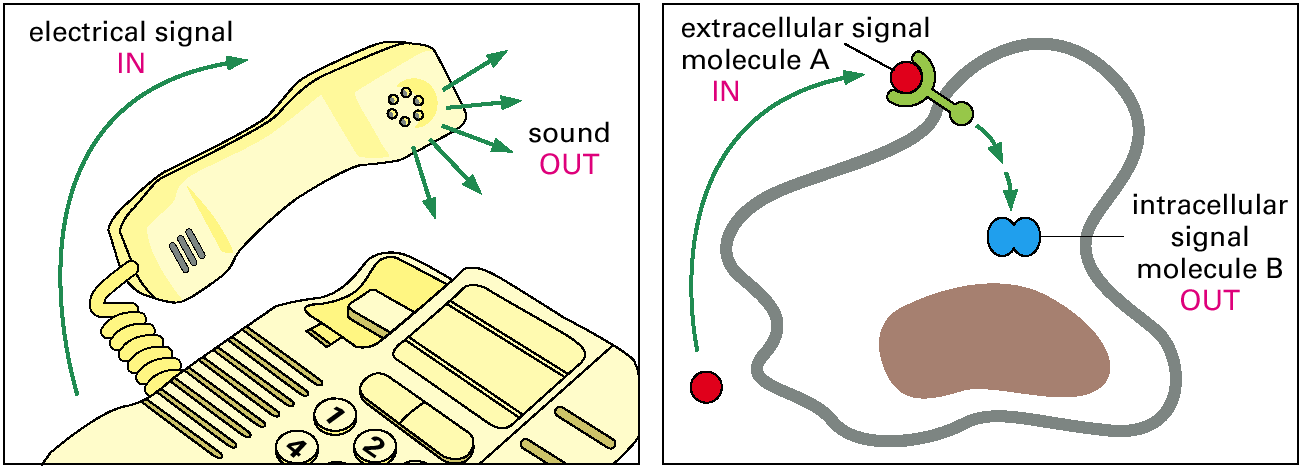 electrical signal
IN
sound
OUT
1
4
2
extracellular signal
molecule A
IN
intracellular
signal
molecule B
OUT